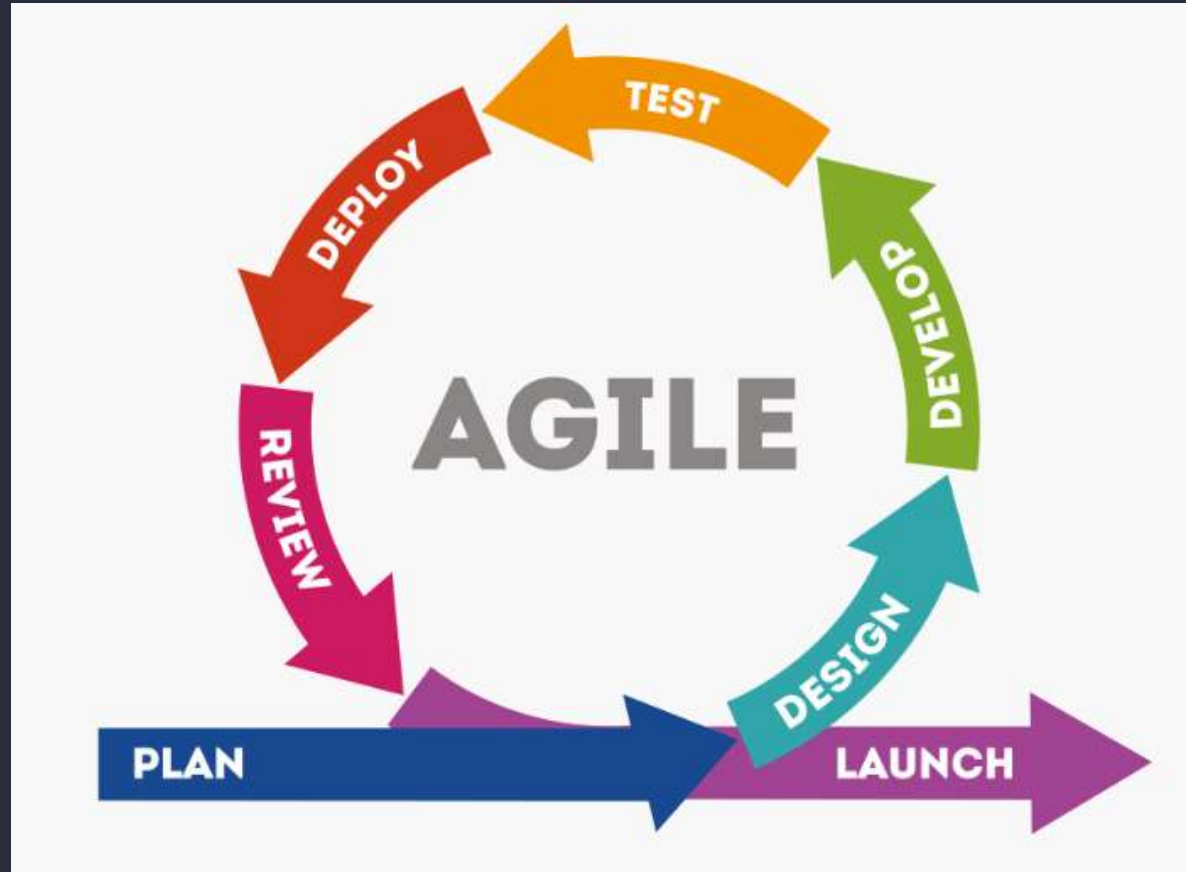 TEST
DEPLOY
DEVELOP
AGILE
REVIEW
DESIGN
PLAN
LAUNCH